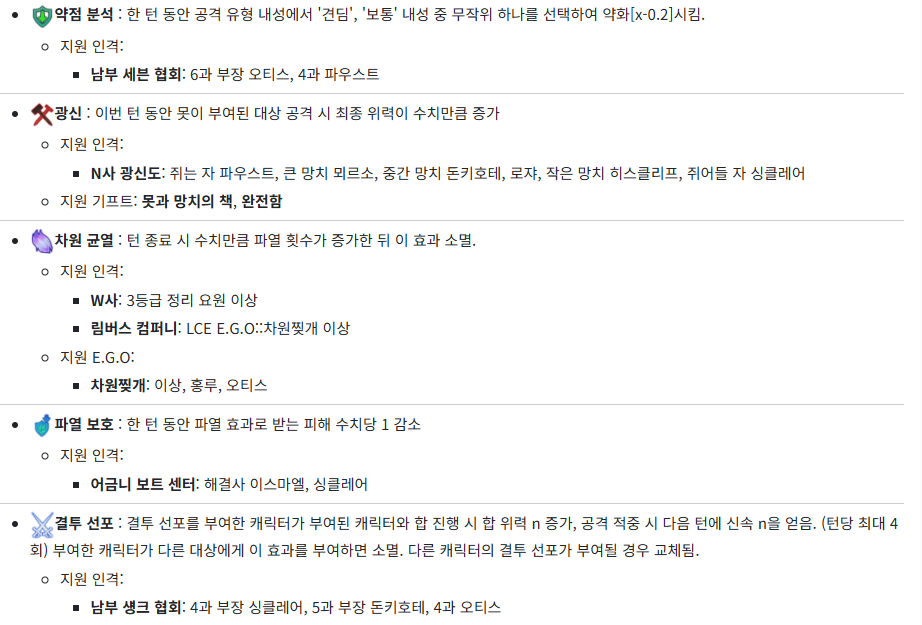 약점 분석 : 한 턴 동안 공격 유형 내성에서 '견딤', '보통' 내성 중 무작위 하나를 선택하여 약화[x-0.2]시킴.
지원 인격:
남부 세븐 협회: 6과 부장 오티스, 4과 파우스트
광신 : 이번 턴 동안 못이 부여된 대상 공격 시 최종 위력이 수치만큼 증가
지원 인격:
N사 광신도: 쥐는 자 파우스트, 큰 망치 뫼르소, 중간 망치 돈키호테, 로쟈, 작은 망치 히스클리프, 쥐어들 자 싱클레어
지원 기프트: 못과 망치의 책, 완전함
차원 균열 : 턴 종료 시 수치만큼 파열 횟수가 증가한 뒤 이 효과 소멸.
지원 인격:
W사: 3등급 정리 요원 이상
림버스 컴퍼니: LCE E.G.O::차원찢개 이상
지원 E.G.O:
차원찢개: 이상, 홍루, 오티스
파열 보호 : 한 턴 동안 파열 효과로 받는 피해 수치당 1 감소
지원 인격:
어금니 보트 센터: 해결사 이스마엘, 싱클레어
결투 선포 : 결투 선포를 부여한 캐릭터가 부여된 캐릭터와 합 진행 시 합 위력 n 증가, 공격 적중 시 다음 턴에 신속 n을 얻음. (턴당 최대 4
회) 부여한 캐릭터가 다른 대상에게 이 효과를 부여하면 소멸. 다른 캐릭터의 결투 선포가 부여될 경우 교체됨.
지원 인격:
남부 섕크 협회: 4과 부장 싱클레어, 5과 부장 돈키호테, 4과 오티스